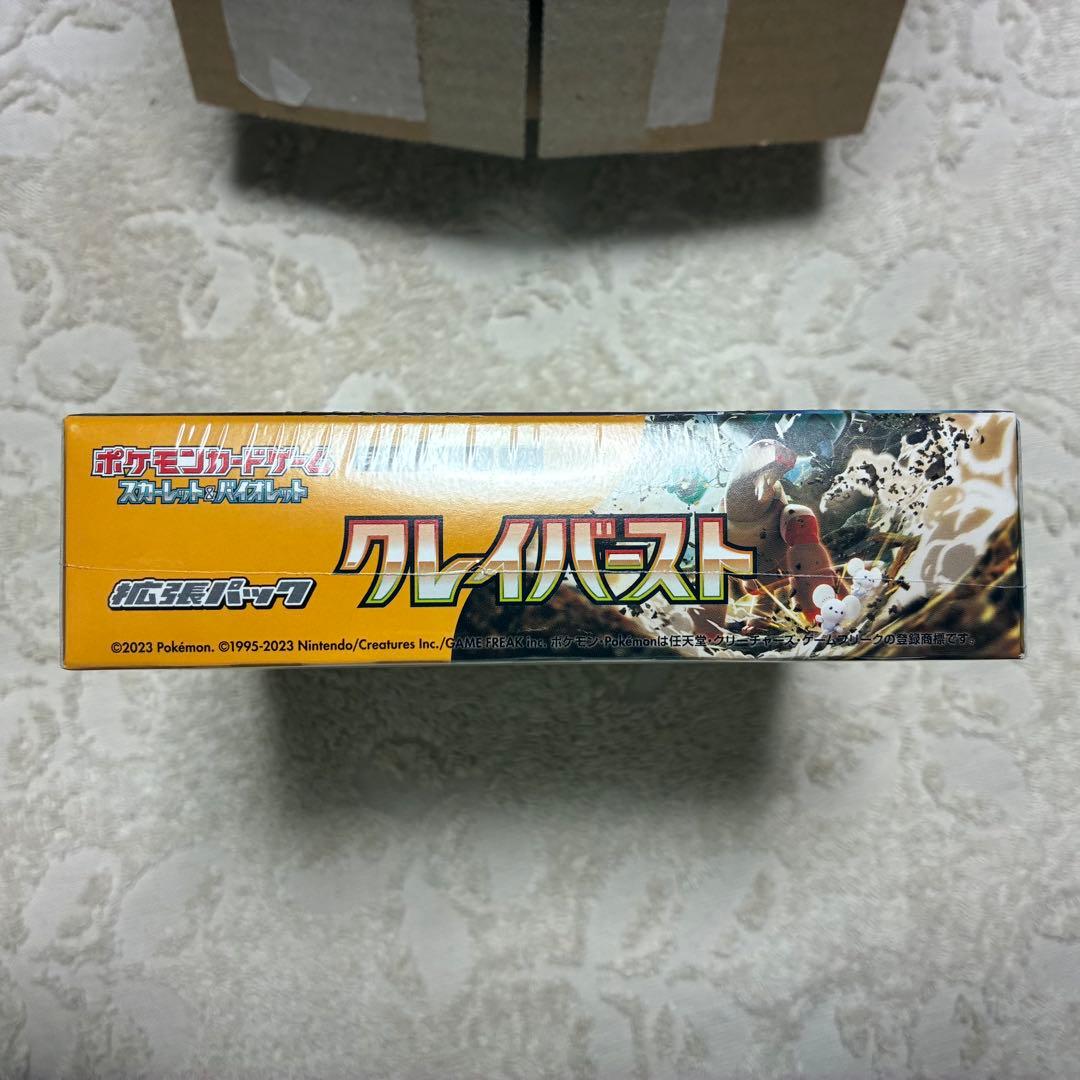 ポケモンカードゲーム
スカーレット&バイオレット
クレイバースト
拡張パック
©2023 Pokémon. ©1995-2023 Nintendo/Creatures Inc./GAME FREAK inc. ポケモン・Pokémonは任天堂・クリーチャーズ・ゲームフリークの登録商標です。